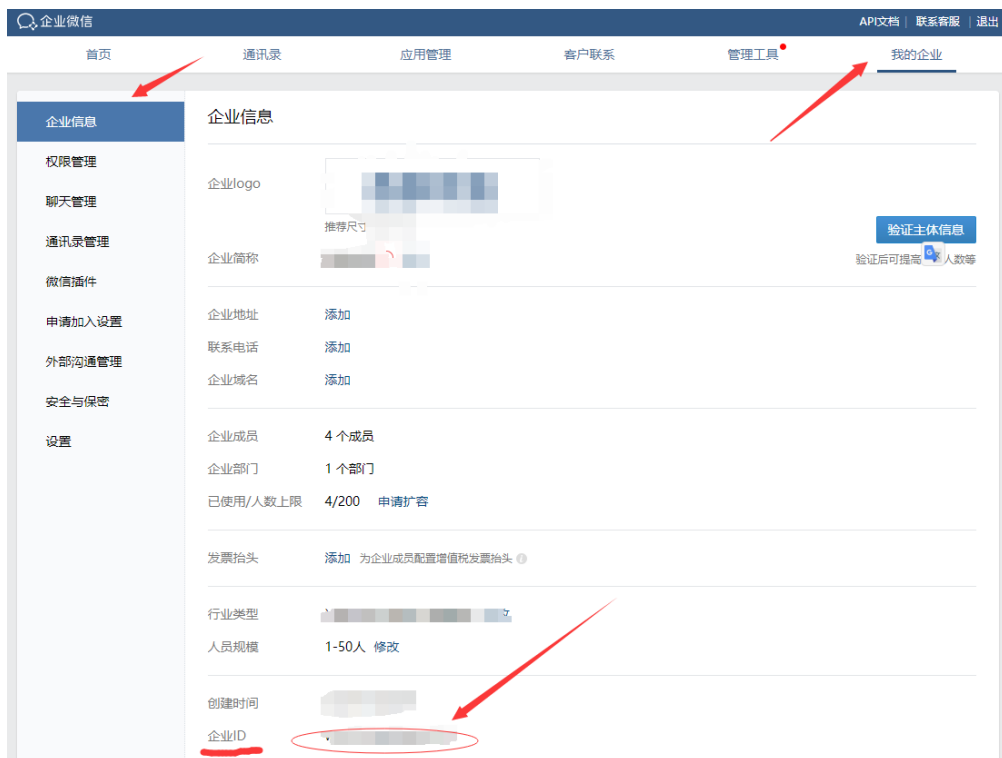 企业微信
API文档 | 联系客服 | 退出
首页 通讯录 应用管理 客户联系 管理工具 我的企业
企业信息
权限管理
聊天管理
通讯录管理
微信插件
申请加入设置
外部沟通管理
安全与保密
设置
企业信息
企业logo
推荐尺寸
验证主体信息
验证后可提高 人数等
企业简称
企业地址 添加
联系电话 添加
企业域名 添加
企业成员 4 个成员
企业部门 1 个部门
已使用/人数上限 4/200 申请扩容
发票抬头 添加 为企业成员配置增值税发票抬头
行业类型
人员规模 1-50人 修改
创建时间
企业ID